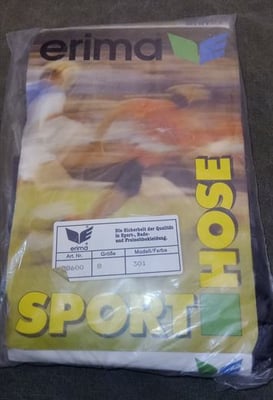 erima
erima
Die Sicherheit der Qualität
in Sport-, Bade-
und Freizeitbekleidung.
Art. Nr. Größe Modell/Farbe
8 301
SPORT
HOSE